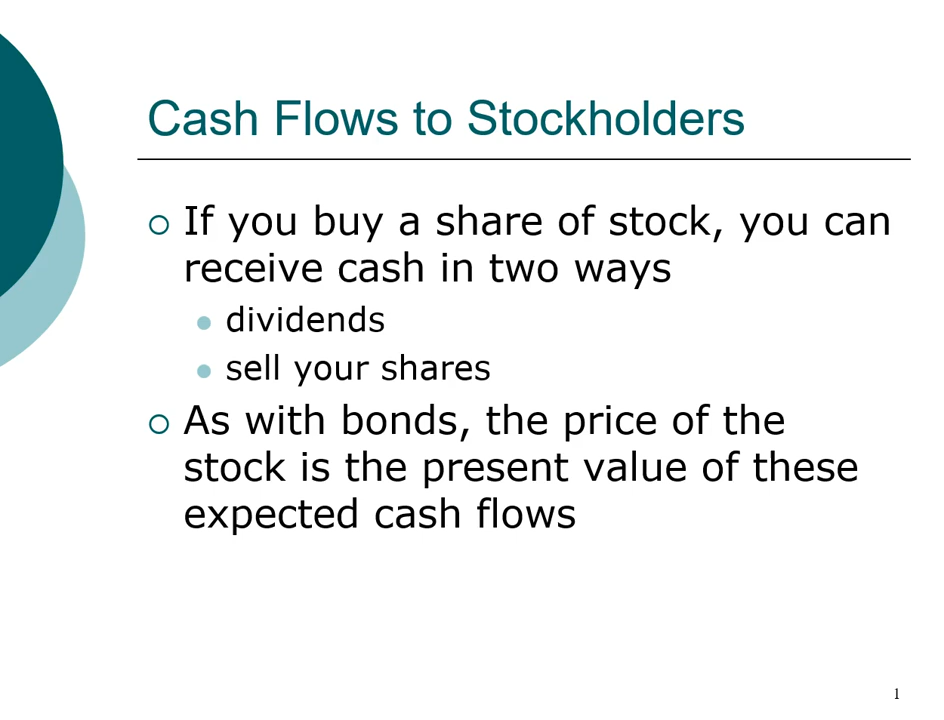 Cash Flows to Stockholders
If you buy a share of stock, you can
receive cash in two ways
dividends
sell your shares
As with bonds, the price of the
stock is the present value of these
expected cash flows
1